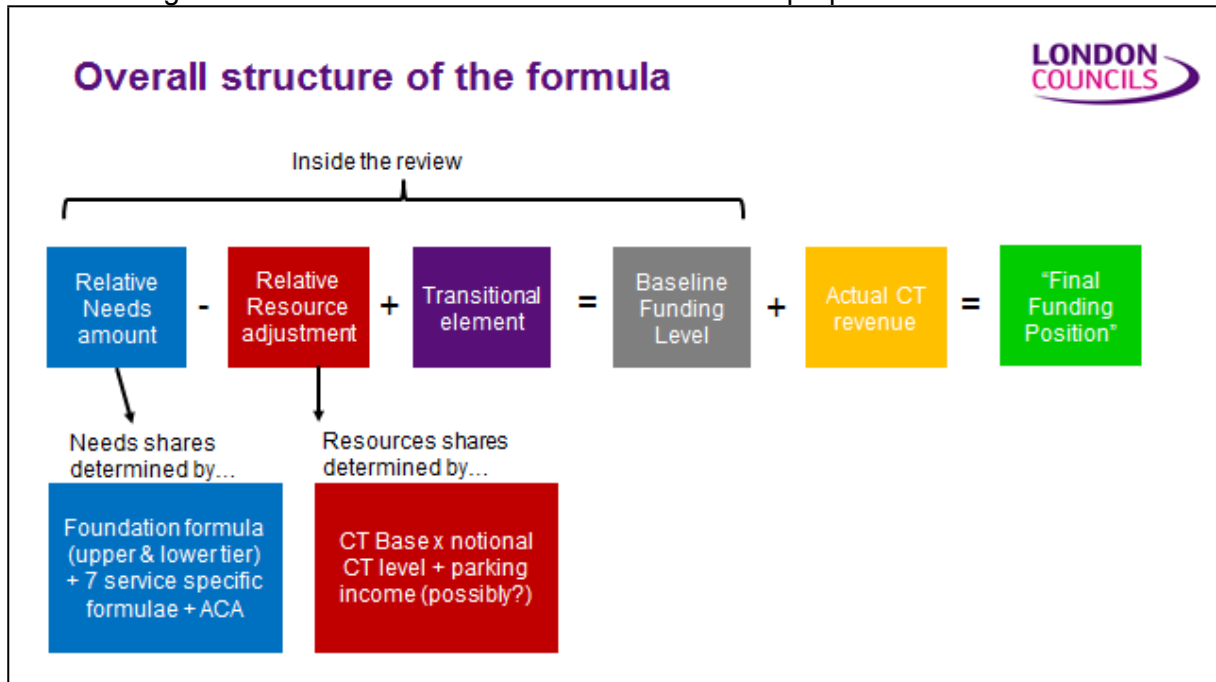 Overall structure of the formula
LONDON
COUNCILS
Inside the review
Relative
Needs
amount
-
Relative
Resource
adjustment
+
Transitional
element
=
Baseline
Funding
Level
+
Actual CT
revenue
=
“Final
Funding
Position”
Needs shares
determined by...
Foundation formula
(upper & lower tier)
+ 7 service specific
formulae + ACA
Resources shares
determined by...
CT Base x notional
CT level + parking
income (possibly?)